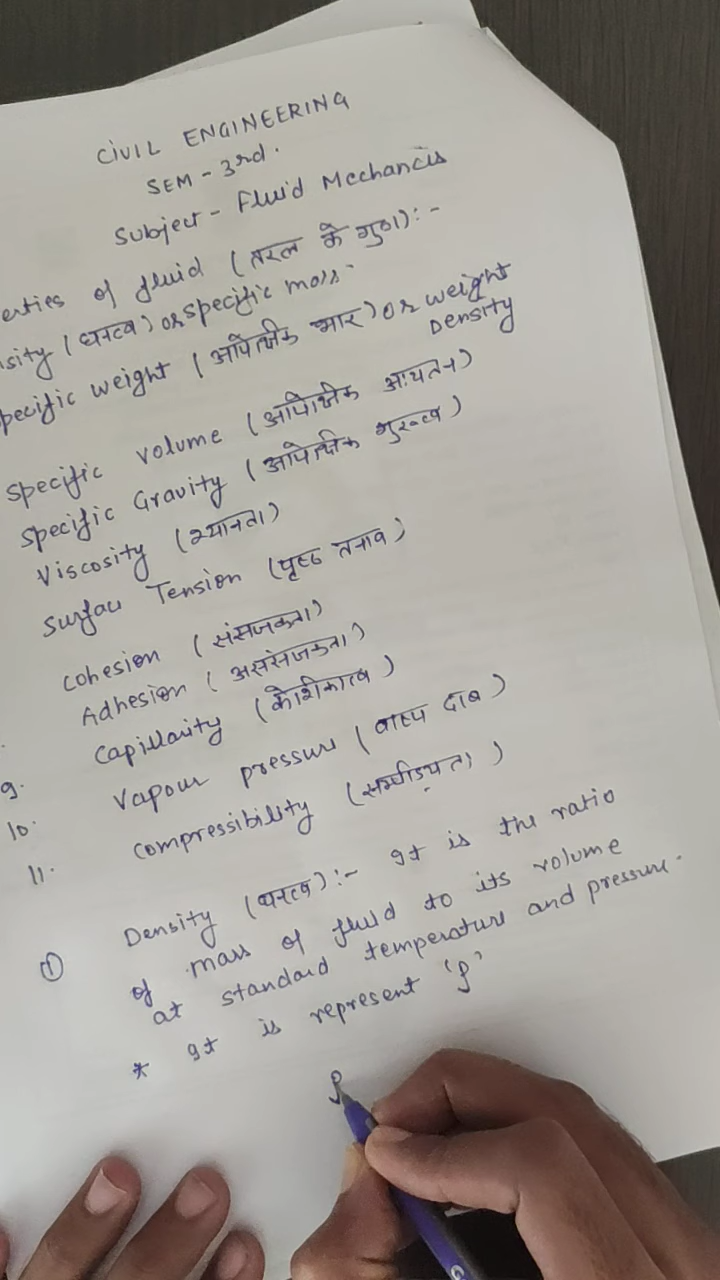 CIVIL ENGINEERING
SEM - 3rd.
Subject - Fluid Mechancis
erties of fluid (तरल के गुण) :-
sity (घनत्व) or specific mass-
pecific weight (आपेक्षिक भार) or weight
Density
specific volume (आपेक्षिक आयतन)
specific Gravity (आपेक्षिक गुरुत्व)
Viscosity (श्यानता)
surface Tension (पृष्ठ तनाव)
Cohesion (संसजकता)
Adhesion (अससंजकता)
9. Capillarity (केशिकात्व)
10. Vapour pressure (वाष्प दाब)
11. compressibility (सम्पीड्यता)
① Density (घनत्व) :- It is the ratio
of mass of fluid to its volume
at standard temperature and pressure.
* It is represent 'ρ'
ρ